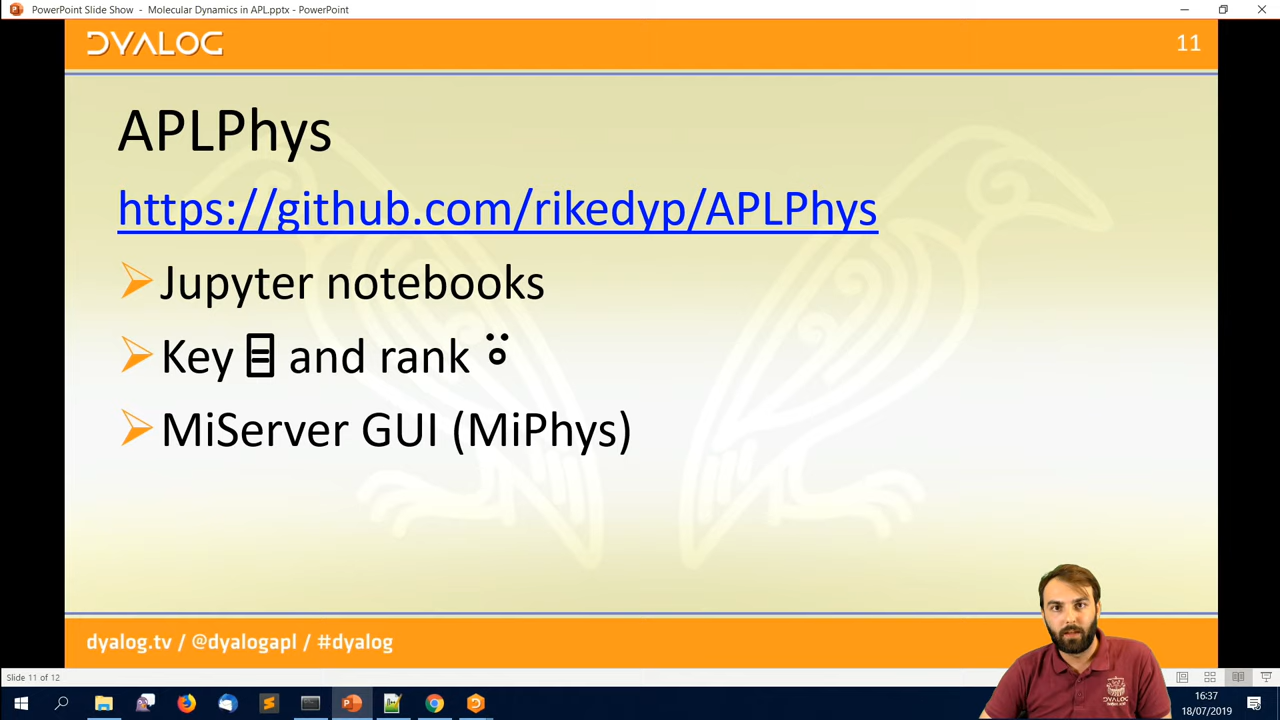 PowerPoint Slide Show - Molecular Dynamics in APL.pptx - PowerPoint
DYALOG
11
APLPhys
https://github.com/rikedyp/APLPhys
Jupyter notebooks
Key ⌸ and rank ⍤
MiServer GUI (MiPhys)
dyalog.tv / @dyalogapl / #dyalog
DYALOG
Slide 11 of 12
16:37
18/07/2019